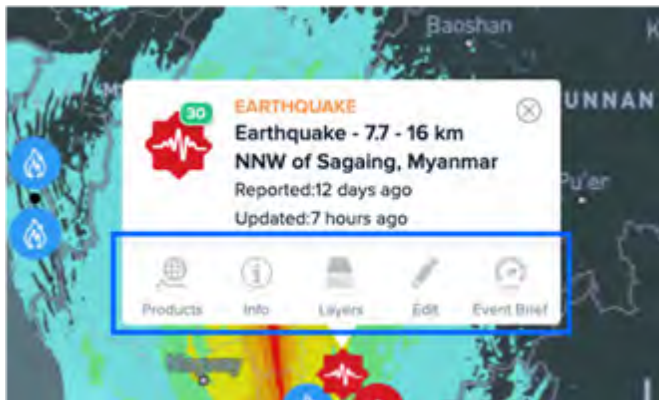 Baoshan
UNNAN
30
EARTHQUAKE
Earthquake - 7.7 - 16 km
NNW of Sagaing, Myanmar
Reported:12 days ago
Updated:7 hours ago
Pu'er
Products
Info
Layers
Edit
Event Brief